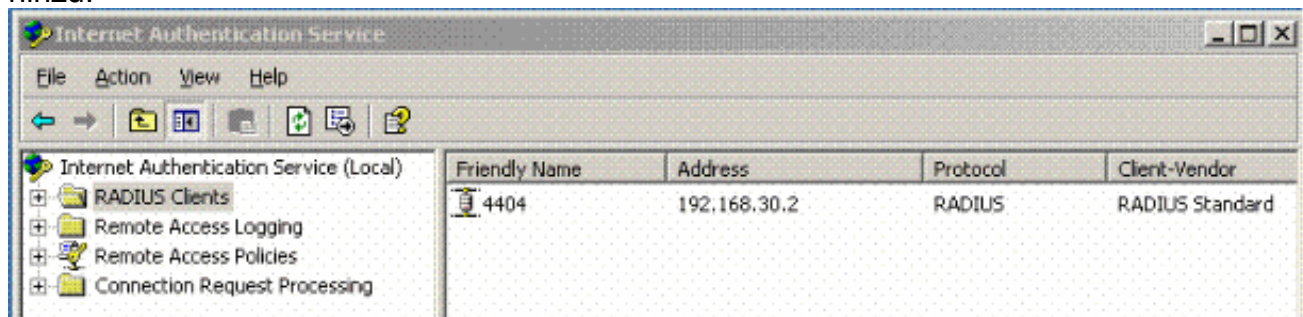 hinzu.
Internet Authentication Service
File Action View Help
Internet Authentication Service (Local)
RADIUS Clients
Remote Access Logging
Remote Access Policies
Connection Request Processing
Friendly Name Address Protocol Client-Vendor
4404 192.168.30.2 RADIUS RADIUS Standard